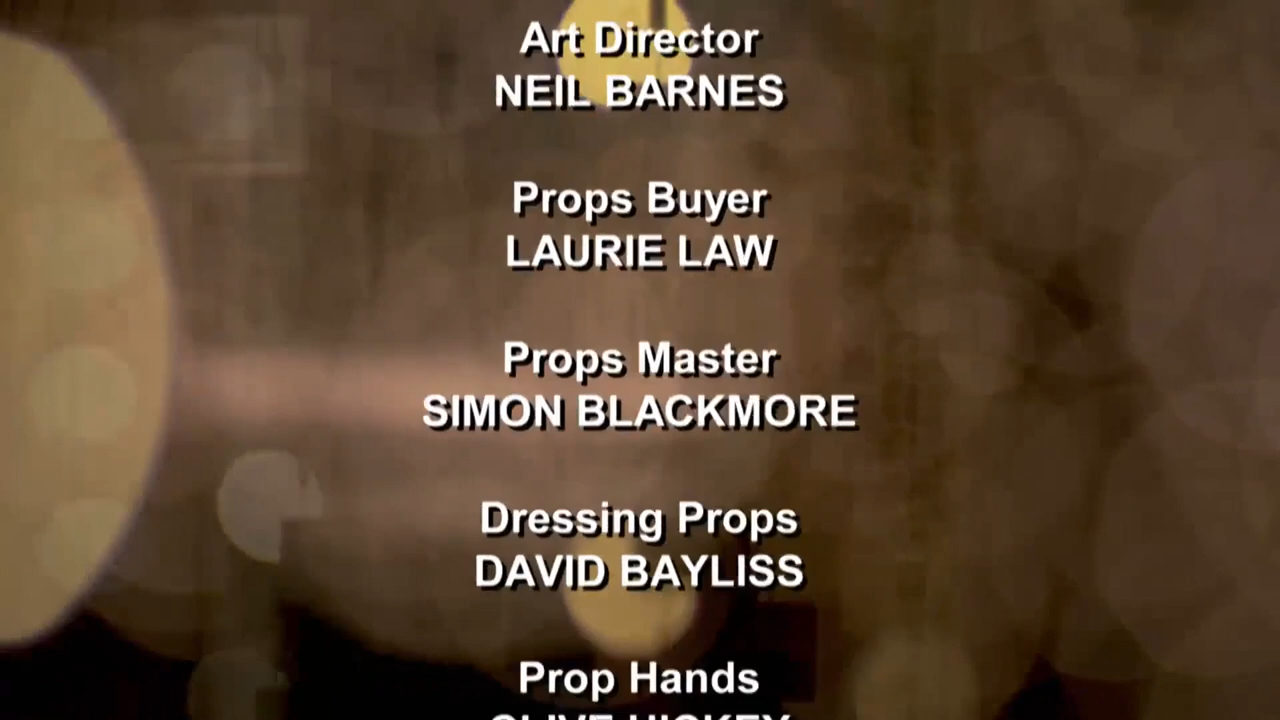 Art Director
NEIL BARNES
Props Buyer
LAURIE LAW
Props Master
SIMON BLACKMORE
Dressing Props
DAVID BAYLISS
Prop Hands